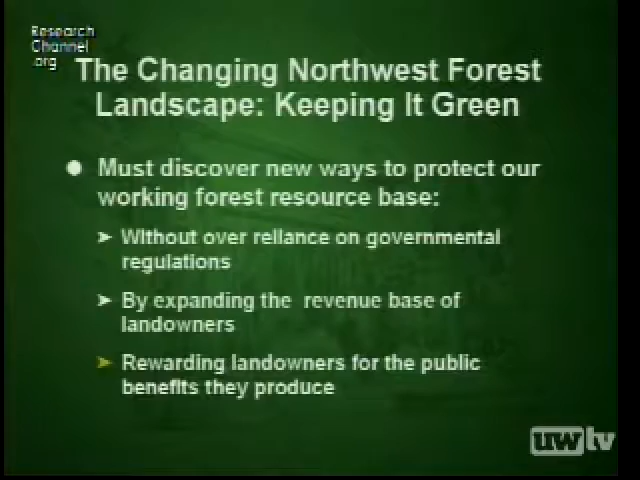 Research
Channel
.org
The Changing Northwest Forest
Landscape: Keeping It Green
Must discover new ways to protect our
working forest resource base:
Without over reliance on governmental
regulations
By expanding the revenue base of
landowners
Rewarding landowners for the public
benefits they produce
uwtv